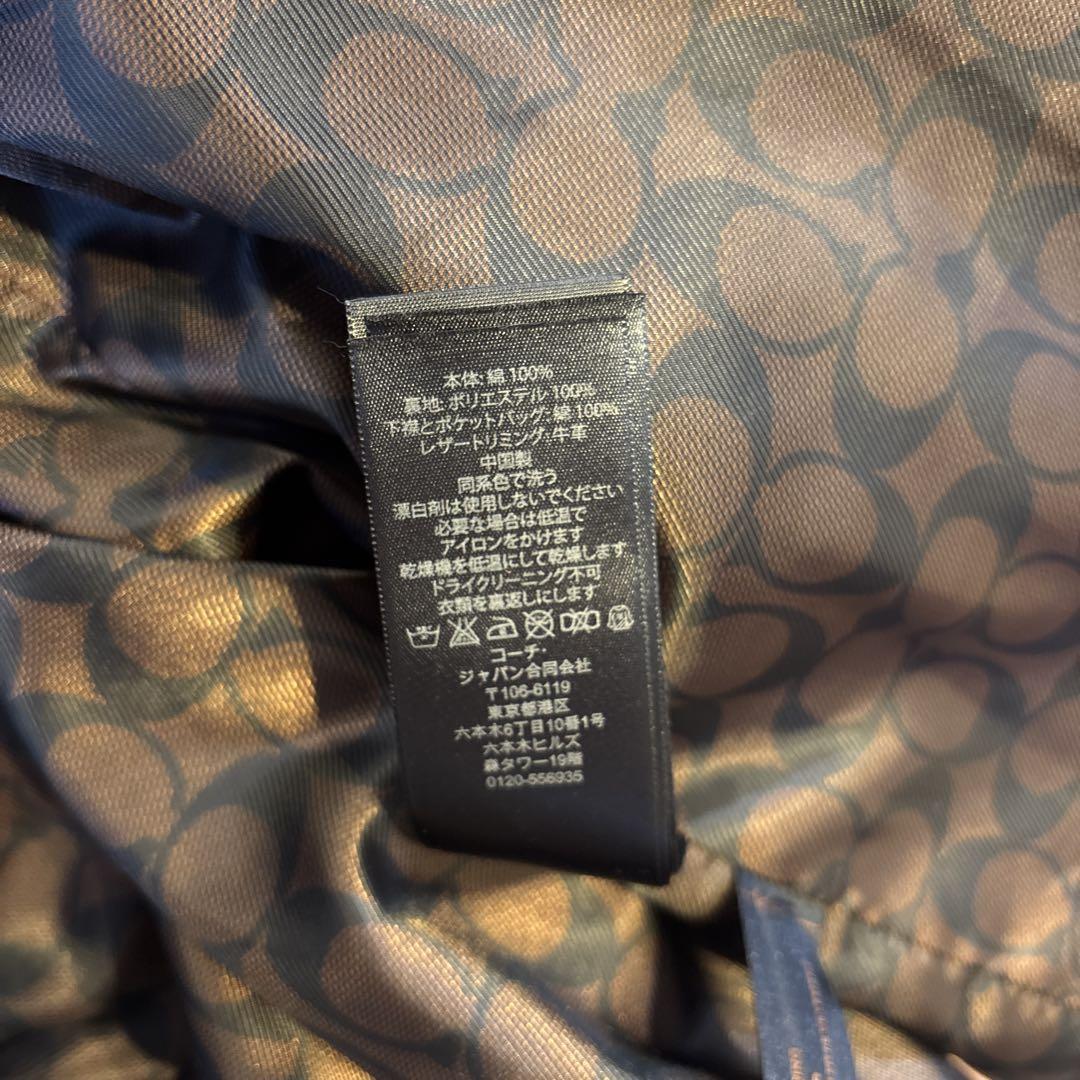 本体: 綿 100%
裏地: ポリエステル 100%
下襟とポケットバッグ: 綿 100%
レザートリミング: 牛革
中国製
同系色で洗う
漂白剤は使用しないでください
必要な場合は低温で
アイロンをかけます
乾燥機を低温にして乾燥します
ドライクリーニング不可
衣類を裏返しにします
コーチ・
ジャパン合同会社
〒106-6119
東京都港区
六本木6丁目10番1号
六本木ヒルズ
森タワー19階
0120-556935